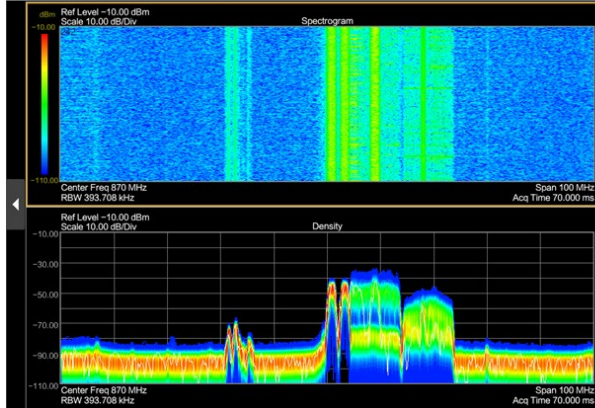 dBm
-10.00
-110.00
Ref Level -10.00 dBm
Scale 10.00 dB/Div
Spectrogram
Center Freq 870 MHz
RBW 393.708 kHz
Span 100 MHz
Acq Time 70.000 ms
Ref Level -10.00 dBm
Scale 10.00 dB/Div
Density
-10.00
-30.00
-50.00
-70.00
-90.00
-110.00
Center Freq 870 MHz
RBW 393.708 kHz
Span 100 MHz
Acq Time 70.000 ms